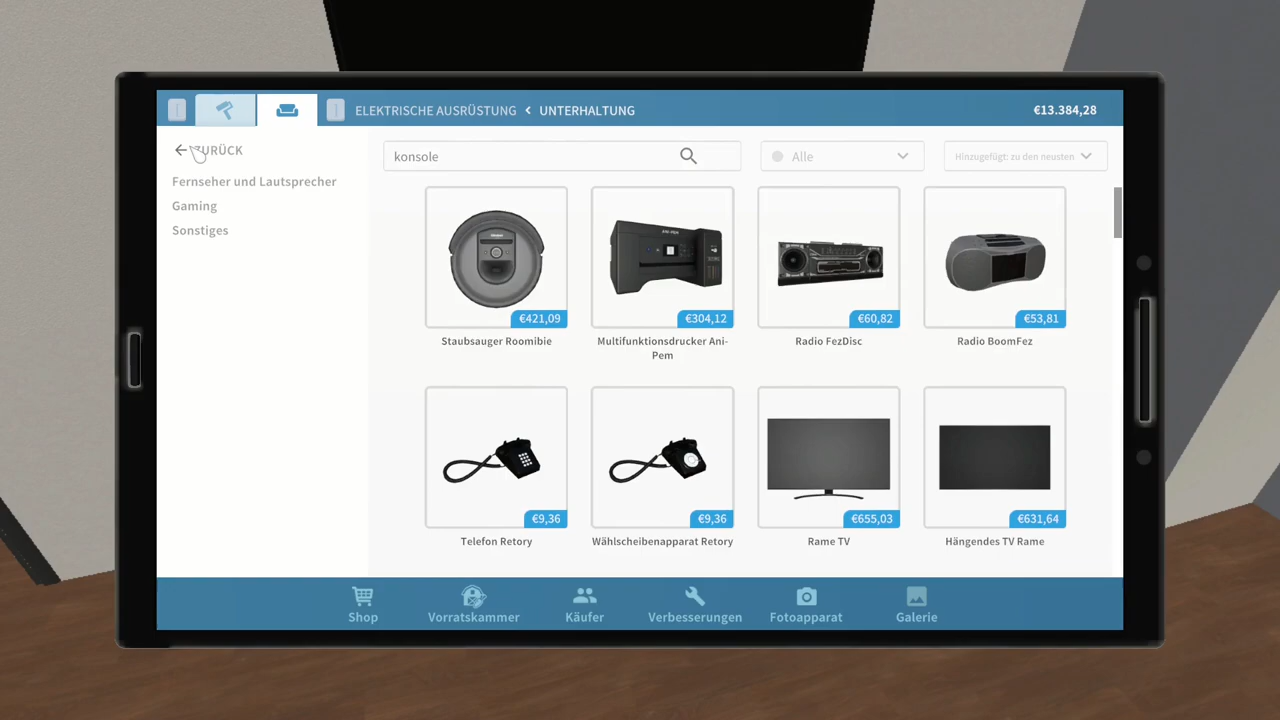 ELEKTRISCHE AUSRÜSTUNG < UNTERHALTUNG
€13.384,28
ZURÜCK
Fernseher und Lautsprecher
Gaming
Sonstiges
konsole
Alle
Hinzugefügt: zu den neusten
€421,09
€304,12
€60,82
€53,81
Staubsauger Roomibie
Multifunktionsdrucker Ani-
Pem
Radio FezDisc
Radio BoomFez
€9,36
€9,36
€655,03
€631,64
Telefon Retory
Wählscheibenapparat Retory
Rame TV
Hängendes TV Rame
Shop
Vorratskammer
Käufer
Verbesserungen
Fotoapparat
Galerie